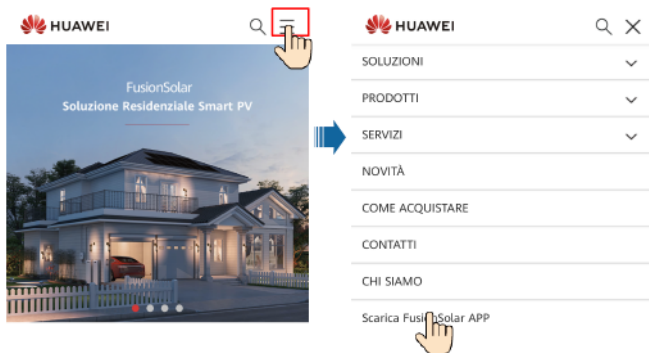 HUAWEI
FusionSolar
Soluzione Residenziale Smart PV
HUAWEI
SOLUZIONI
PRODOTTI
SERVIZI
NOVITÀ
COME ACQUISTARE
CONTATTI
CHI SIAMO
Scarica FusionSolar APP